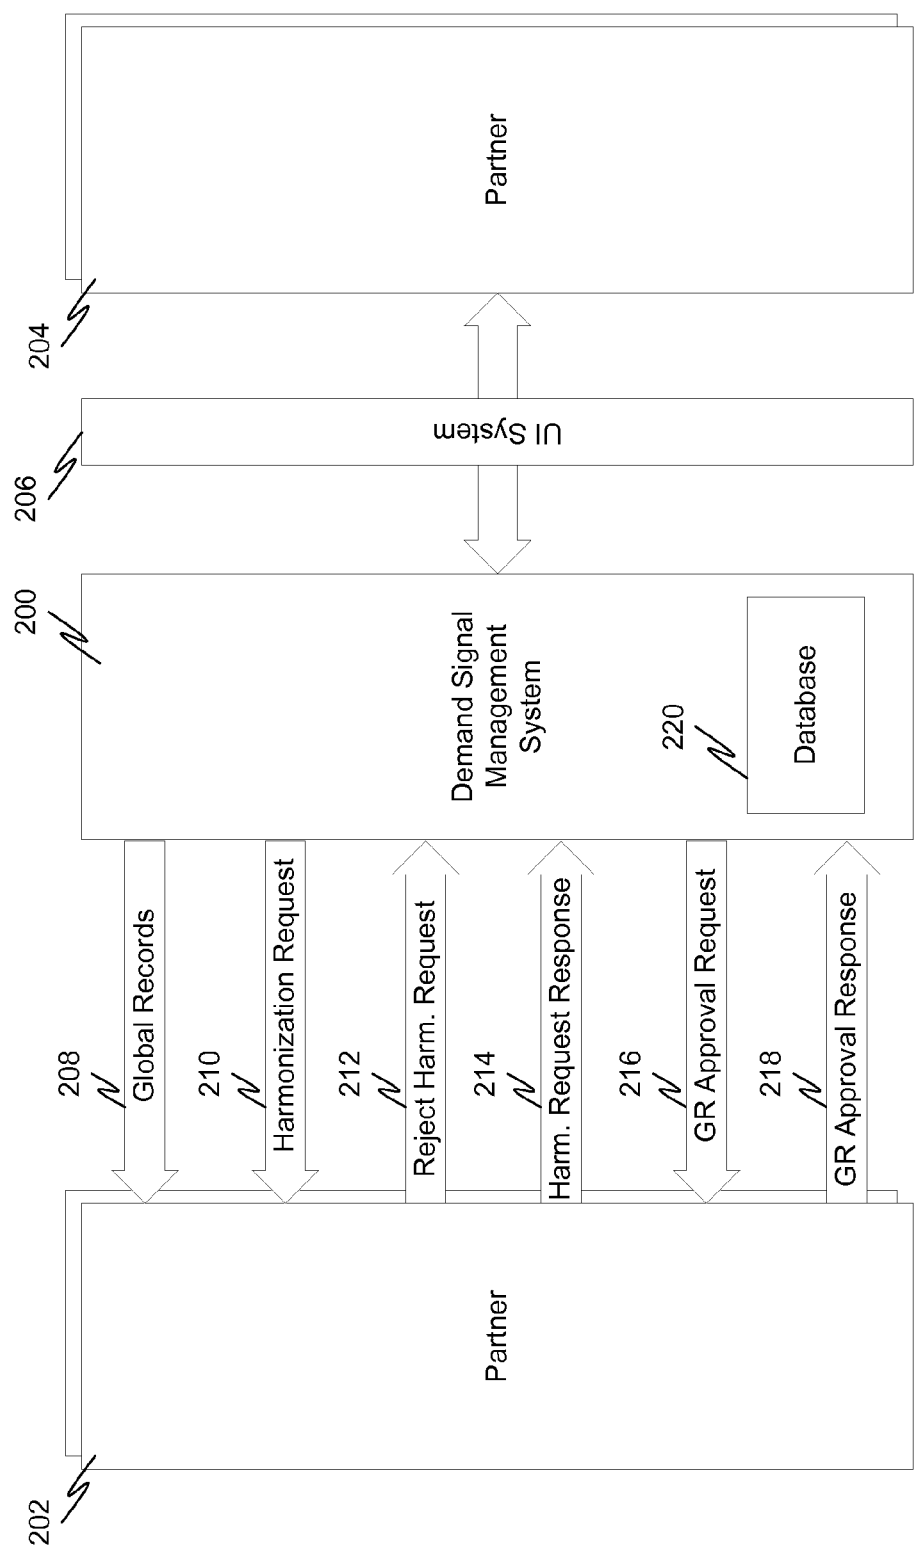 202
Partner
208
Global Records
210
Harmonization Request
212
Reject Harm. Request
214
Harm. Request Response
216
GR Approval Request
218
GR Approval Response
200
Demand Signal
Management
System
220
Database
206
UI System
204
Partner